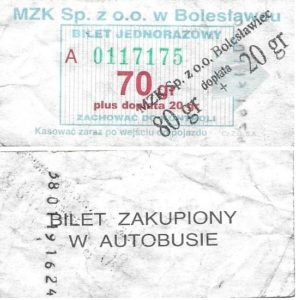 MZK Sp. z o.o. w Bolesławcu
BILET JEDNORAZOWY
A 0117175
70 gr
plus dopłata 20 gr
ZACHOWAĆ DO KONTROLI
Kasować zaraz po wejściu do pojazdu
MZK Sp. z o.o. Bolesławiec
80 gr dopłata + 20 gr
BILET ZAKUPIONY
W AUTOBUSIE